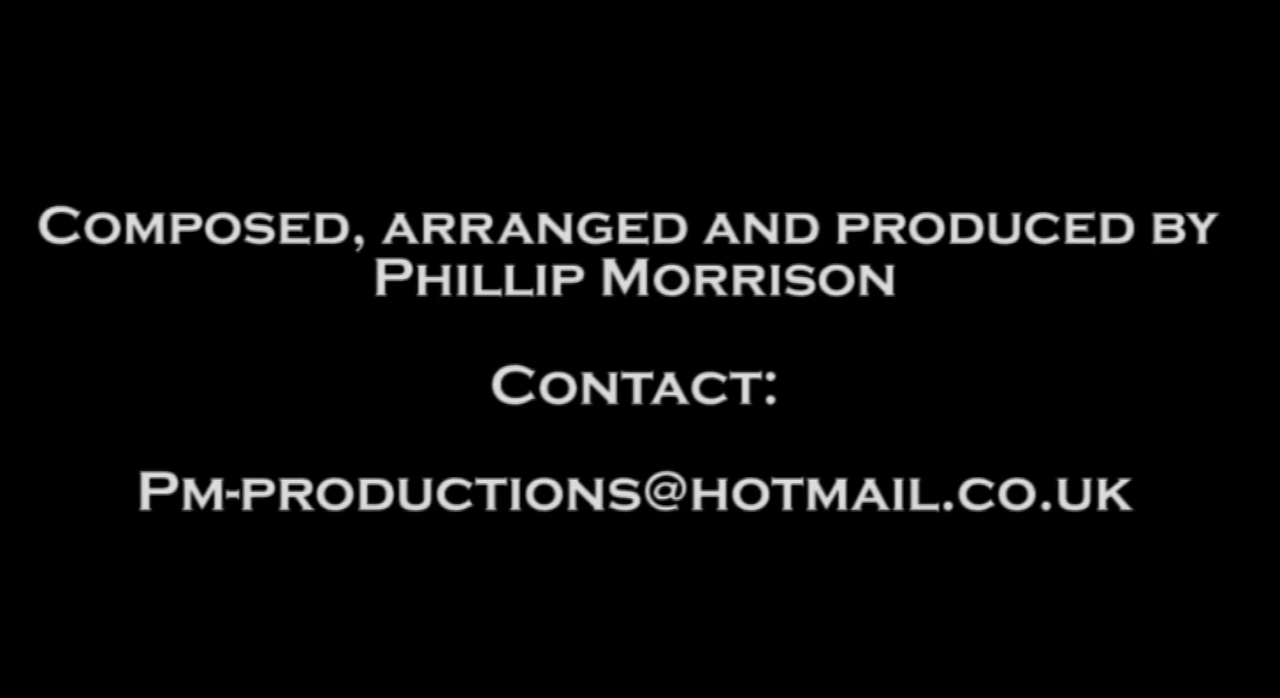 Composed, arranged and produced by
Phillip Morrison
Contact:
Pm-productions@hotmail.co.uk